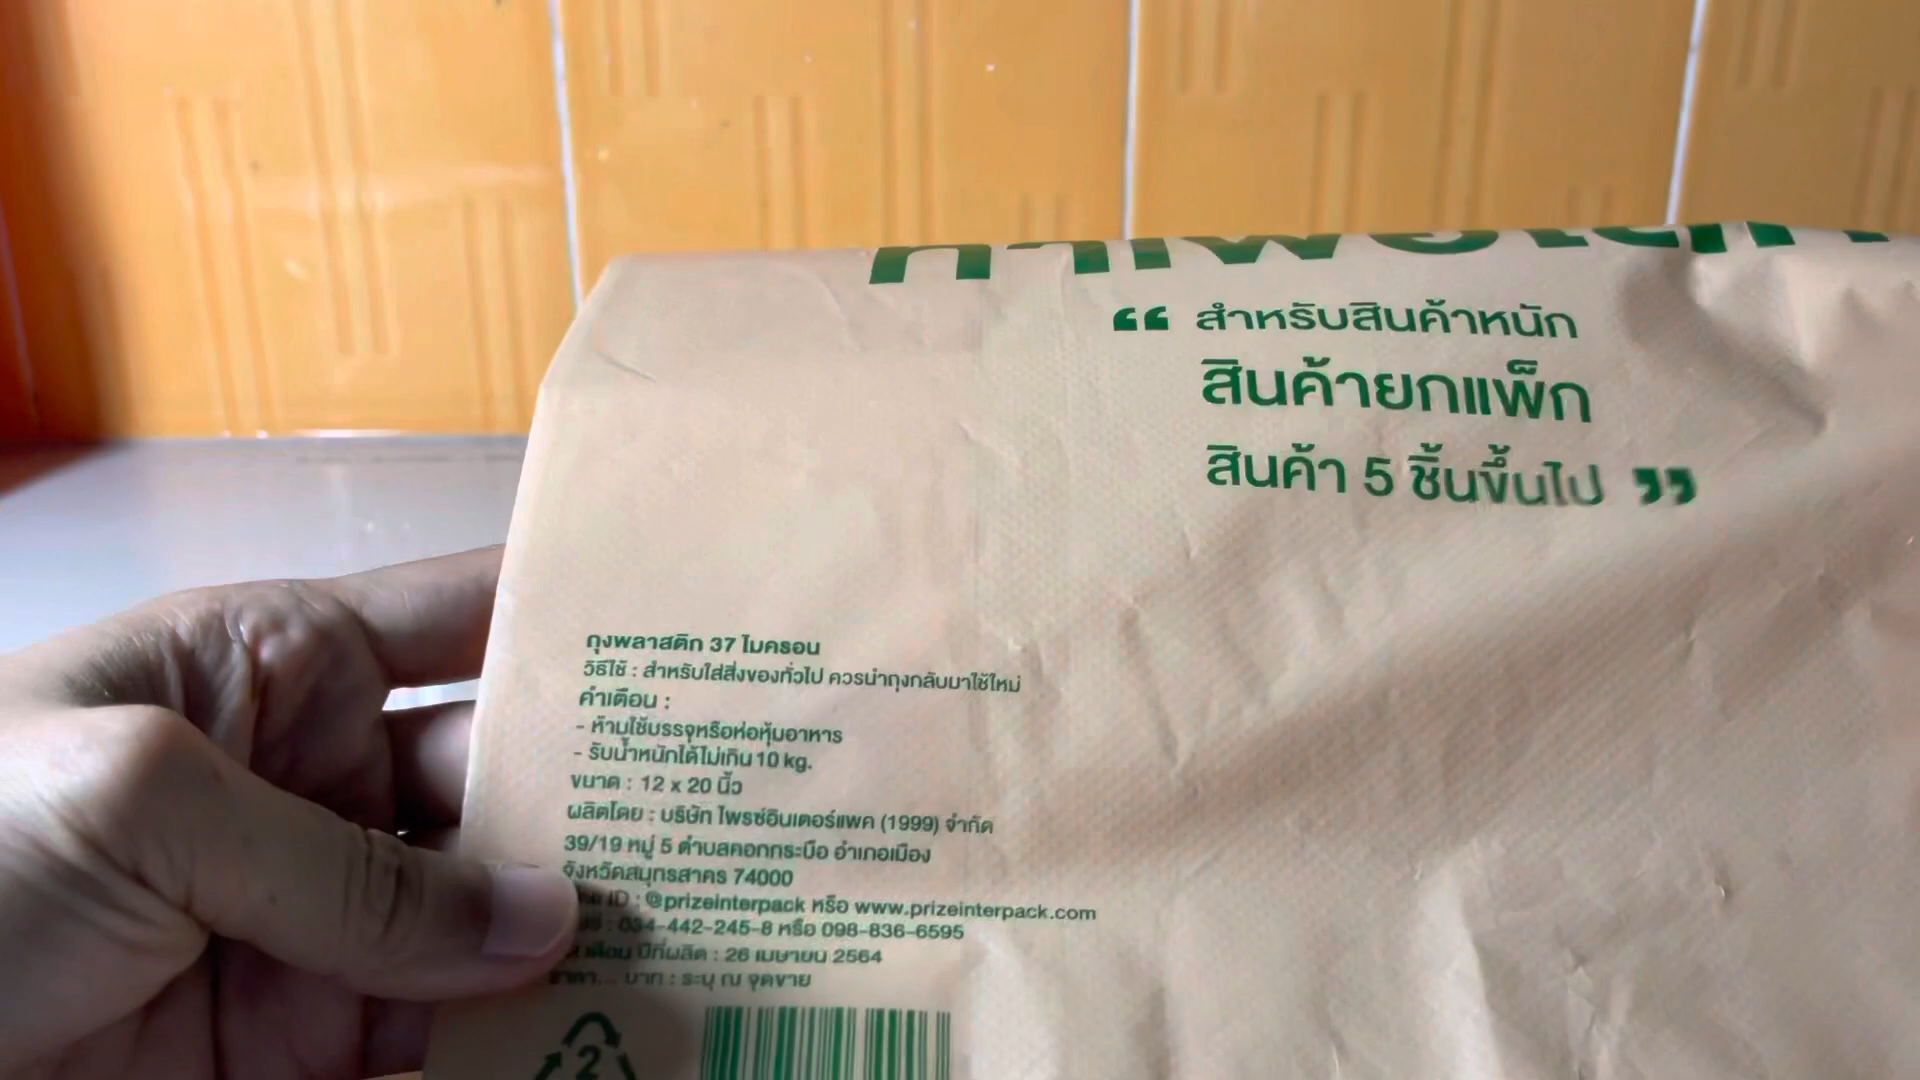 “ สำหรับสินค้าหนัก
สินค้ายกแพ็ก
สินค้า 5 ชิ้นขึ้นไป ”
ถุงพลาสติก 37 ไมครอน
วิธีใช้ : สำหรับใส่สิ่งของทั่วไป ควรนำถุงกลับมาใช้ใหม่
คำเตือน :
- ห้ามใช้บรรจุหรือห่อหุ้มอาหาร
- รับน้ำหนักได้ไม่เกิน 10 kg.
ขนาด : 12 x 20 นิ้ว
ผลิตโดย : บริษัท ไพรซ์อินเตอร์แพค (1999) จำกัด
39/19 หมู่ 5 ตำบลคอกกระบือ อำเภอเมือง
จังหวัดสมุทรสาคร 74000
ID : @prizeinterpack หรือ www.prizeinterpack.com
: 034-442-245-8 หรือ 098-836-6595
เดือน ปีที่ผลิต : 26 เมษายน 2564
ราคา... บาท : ระบุ ณ จุดขาย
2